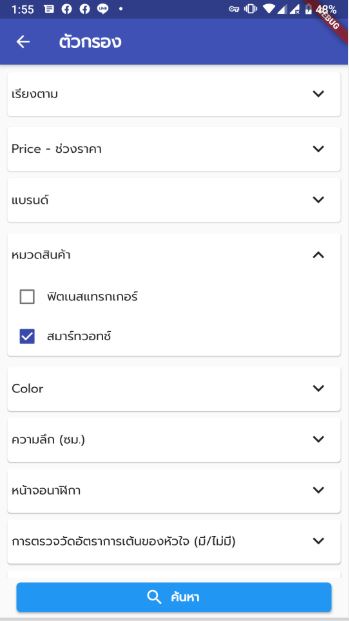 1:55
48%
DEBUG
ตัวกรอง
เรียงตาม
Price - ช่วงราคา
แบรนด์
หมวดสินค้า
ฟิตเนสแทรกเกอร์
สมาร์ทวอทช์
Color
ความลึก (ซม.)
หน้าจอนาฬิกา
การตรวจวัดอัตราการเต้นของหัวใจ (มี/ไม่มี)
ค้นหา